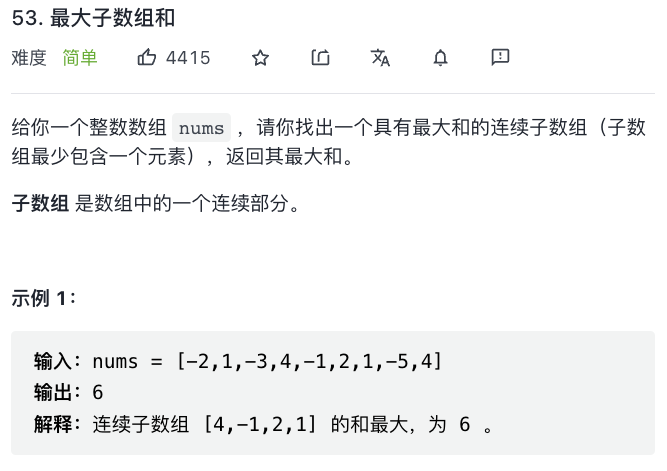 53. 最大子数组和
难度 简单 4415
给你一个整数数组 nums ，请你找出一个具有最大和的连续子数组（子数
组最少包含一个元素），返回其最大和。
子数组 是数组中的一个连续部分。
示例 1：
输入：nums = [-2,1,-3,4,-1,2,1,-5,4]
输出：6
解释：连续子数组 [4,-1,2,1] 的和最大，为 6 。